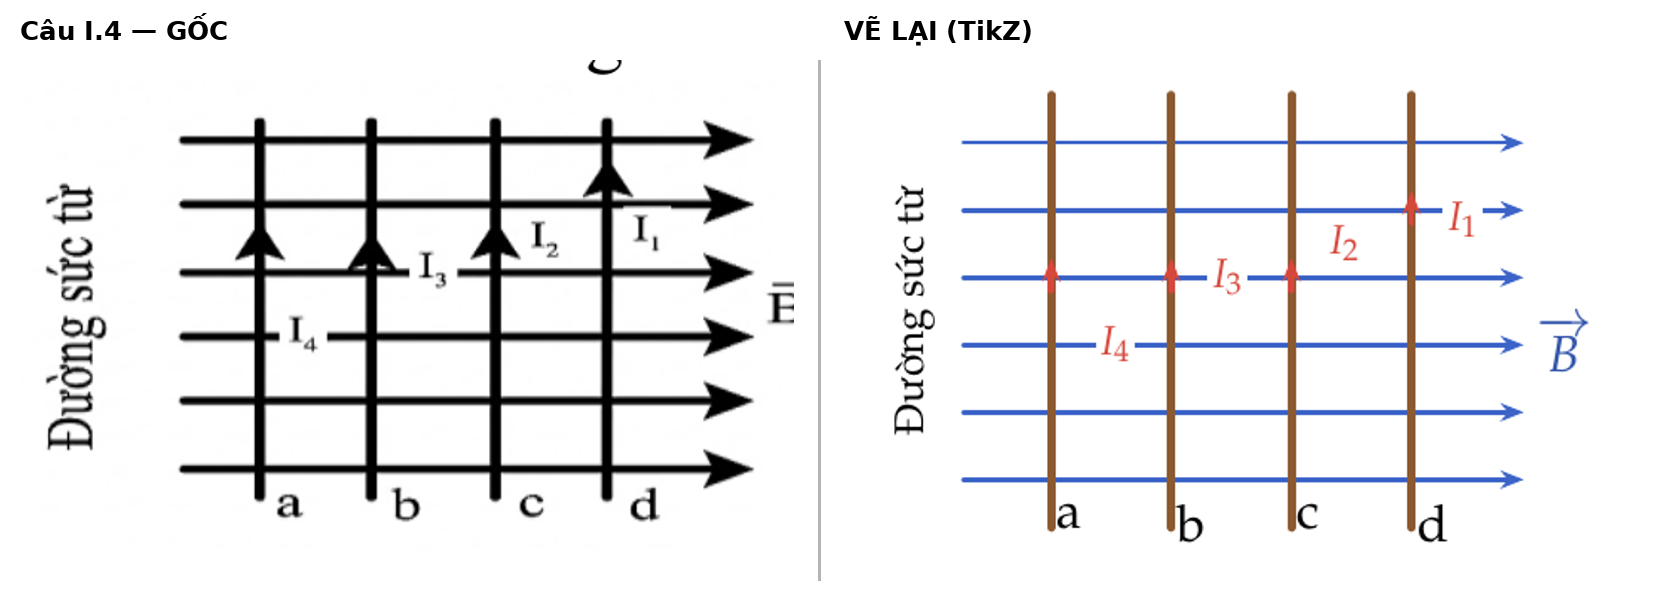 Câu I.4 — GỐC
Đường sức từ
I₁
I₂
I₃
I₄
a b c d
VẼ LẠI (TikZ)
Đường sức từ
I₁
I₂
I₃
I₄
B
a b c d